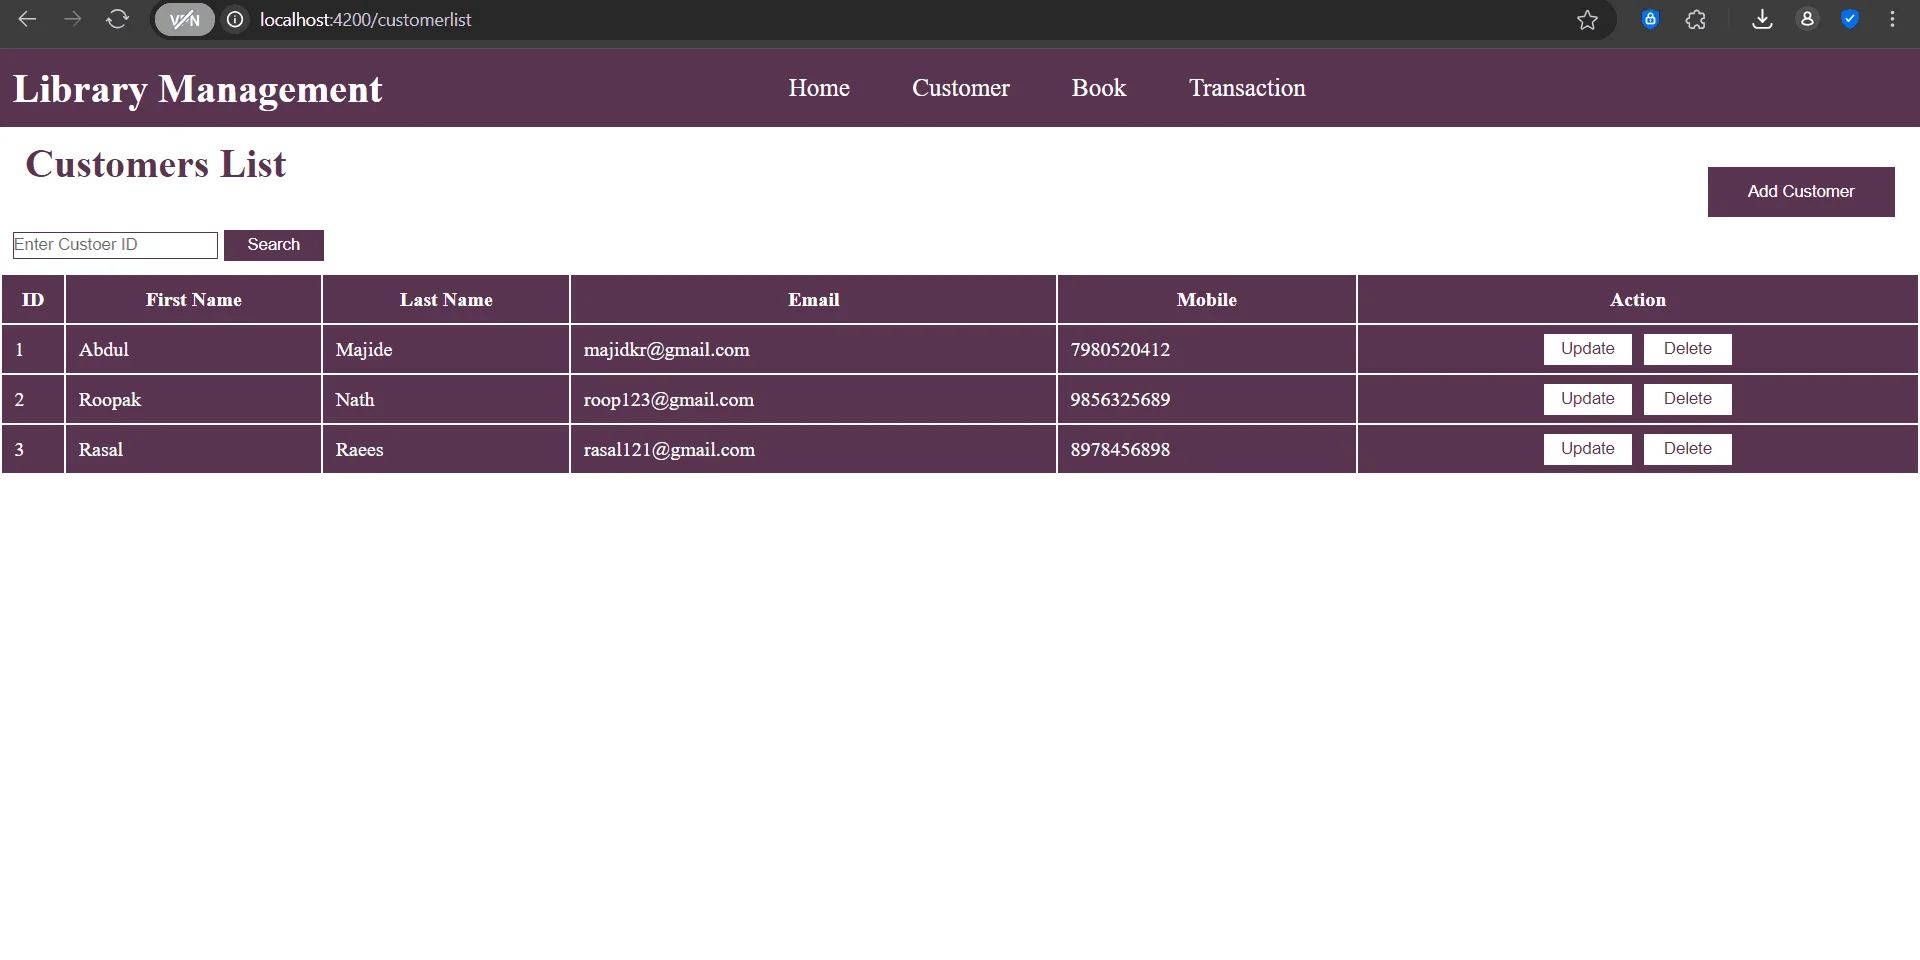 VPN localhost:4200/customerlist
Library Management Home Customer Book Transaction
Customers List
Add Customer
Enter Custoer ID Search
ID First Name Last Name Email Mobile Action
1 Abdul Majide majidkr@gmail.com 7980520412 Update Delete
2 Roopak Nath roop123@gmail.com 9856325689 Update Delete
3 Rasal Raees rasal121@gmail.com 8978456898 Update Delete